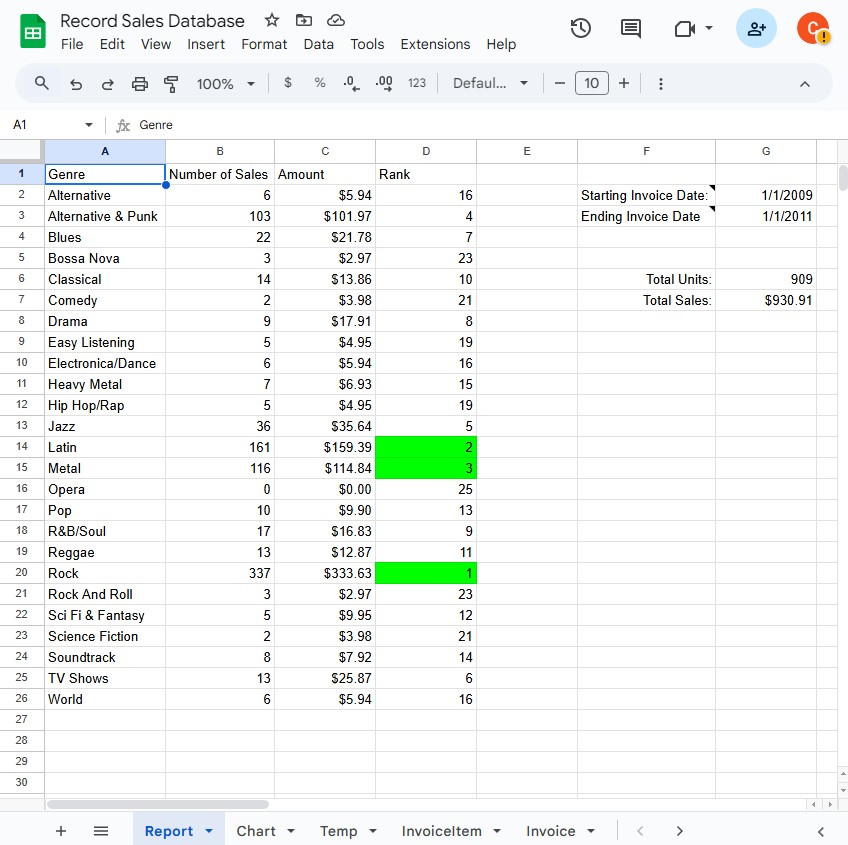 Record Sales Database
File Edit View Insert Format Data Tools Extensions Help
C
100% $ % .0 .00 123 Defaul... − 10 +
A1 fx Genre
A B C D E F G
1 Genre Number of Sales Amount Rank
2 Alternative 6 $5.94 16 Starting Invoice Date: 1/1/2009
3 Alternative & Punk 103 $101.97 4 Ending Invoice Date 1/1/2011
4 Blues 22 $21.78 7
5 Bossa Nova 3 $2.97 23
6 Classical 14 $13.86 10 Total Units: 909
7 Comedy 2 $3.98 21 Total Sales: $930.91
8 Drama 9 $17.91 8
9 Easy Listening 5 $4.95 19
10 Electronica/Dance 6 $5.94 16
11 Heavy Metal 7 $6.93 15
12 Hip Hop/Rap 5 $4.95 19
13 Jazz 36 $35.64 5
14 Latin 161 $159.39 2
15 Metal 116 $114.84 3
16 Opera 0 $0.00 25
17 Pop 10 $9.90 13
18 R&B/Soul 17 $16.83 9
19 Reggae 13 $12.87 11
20 Rock 337 $333.63 1
21 Rock And Roll 3 $2.97 23
22 Sci Fi & Fantasy 5 $9.95 12
23 Science Fiction 2 $3.98 21
24 Soundtrack 8 $7.92 14
25 TV Shows 13 $25.87 6
26 World 6 $5.94 16
27
28
29
30
+ Report Chart Temp InvoiceItem Invoice